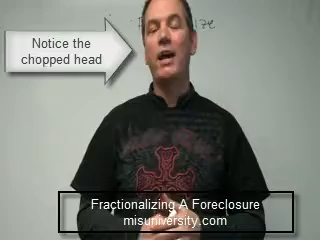 Notice the
chopped head
Fractionalizing A Foreclosure
misuniversity.com